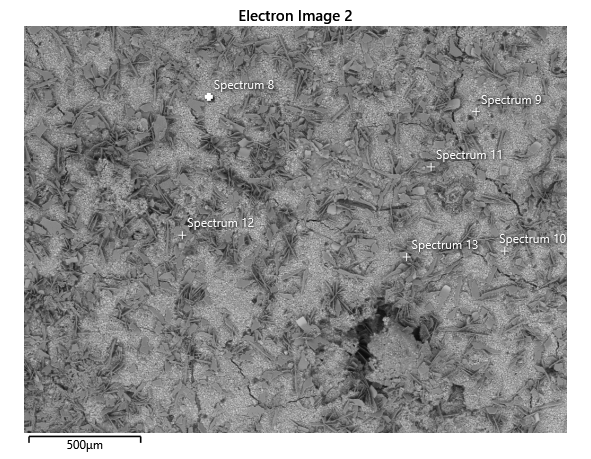 Electron Image 2
Spectrum 8
Spectrum 9
Spectrum 11
Spectrum 12
Spectrum 13
Spectrum 10
500µm